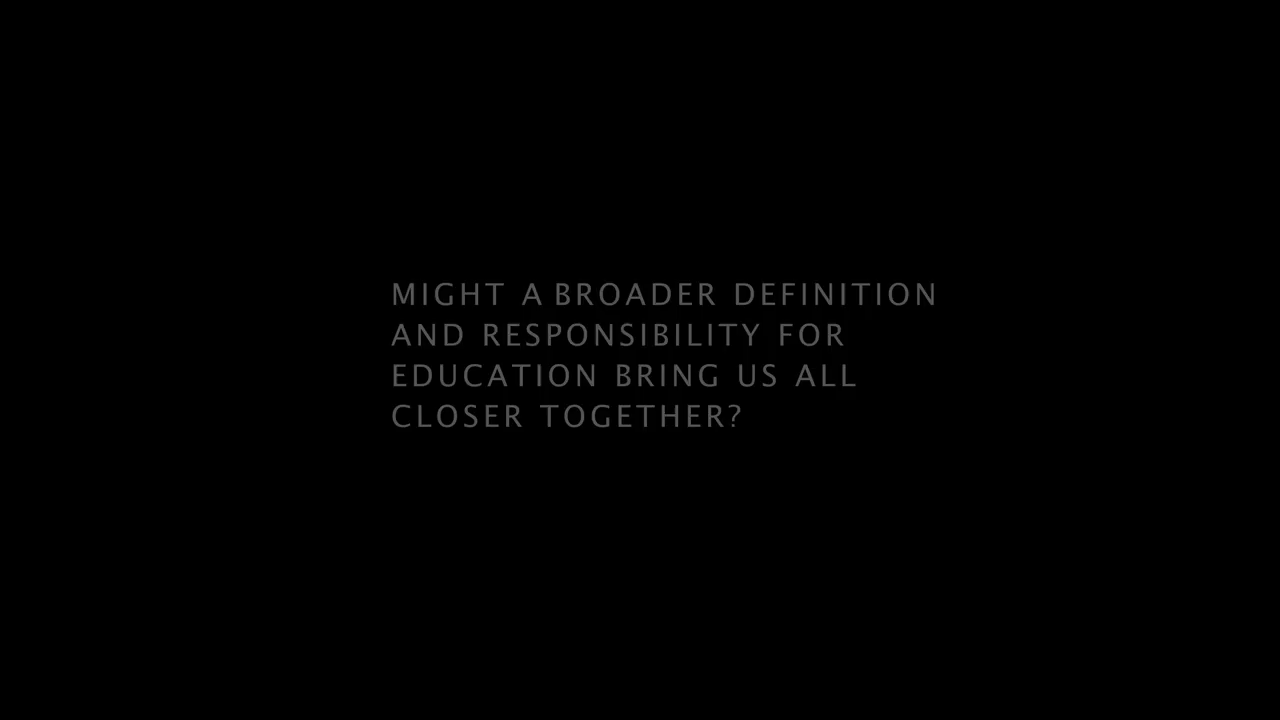 MIGHT A BROADER DEFINITION
AND RESPONSIBILITY FOR
EDUCATION BRING US ALL
CLOSER TOGETHER?